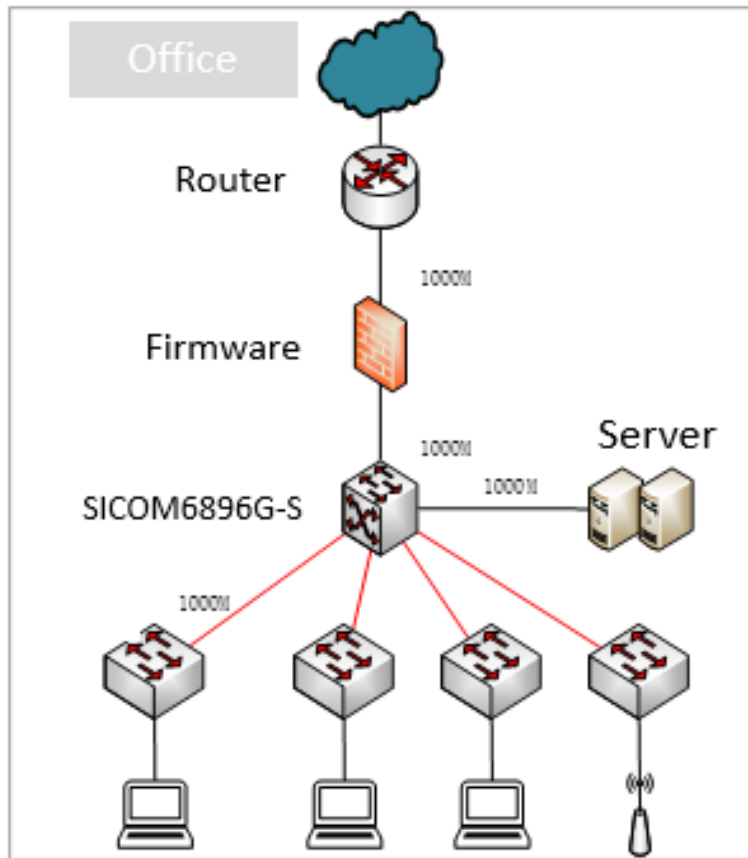 Office
Router
1000M
Firmware
1000M
Server
1000M
SICOM6896G-S
1000M